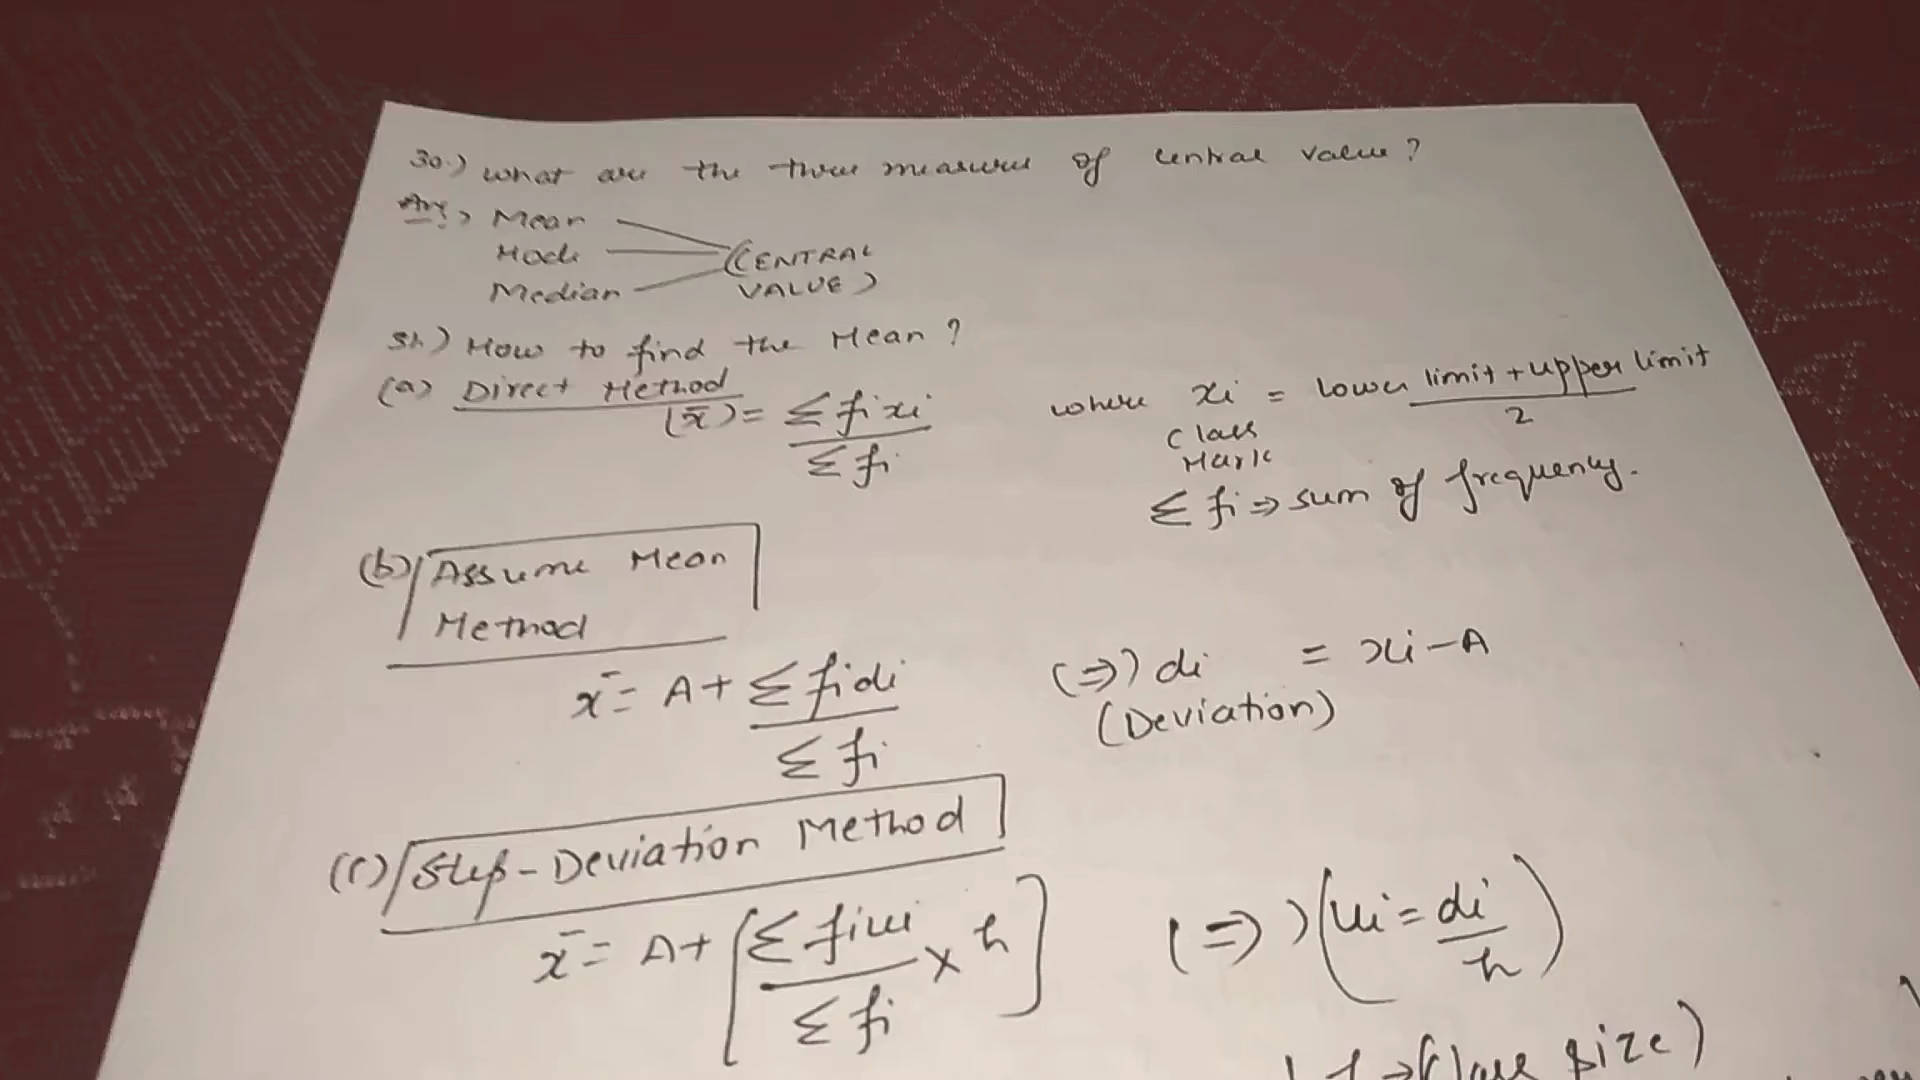 30.) What are the three measures of central value?
Ans:> Mean
Mode
Median
(CENTRAL
VALUE)
31.) How to find the Mean?
(a) Direct Method
(x̄) = Σfixi / Σfi
where xi = lower limit + upper limit / 2
Class
Mark
Σfi ⇒ sum of frequency.
(b) Assume Mean
Method
x̄ = A + Σfidi / Σfi
(⇒) di = xi - A
(Deviation)
(c) Step-Deviation Method
x̄ = A + [Σfiui / Σfi × h]
(⇒) (ui = di / h)
Class size)